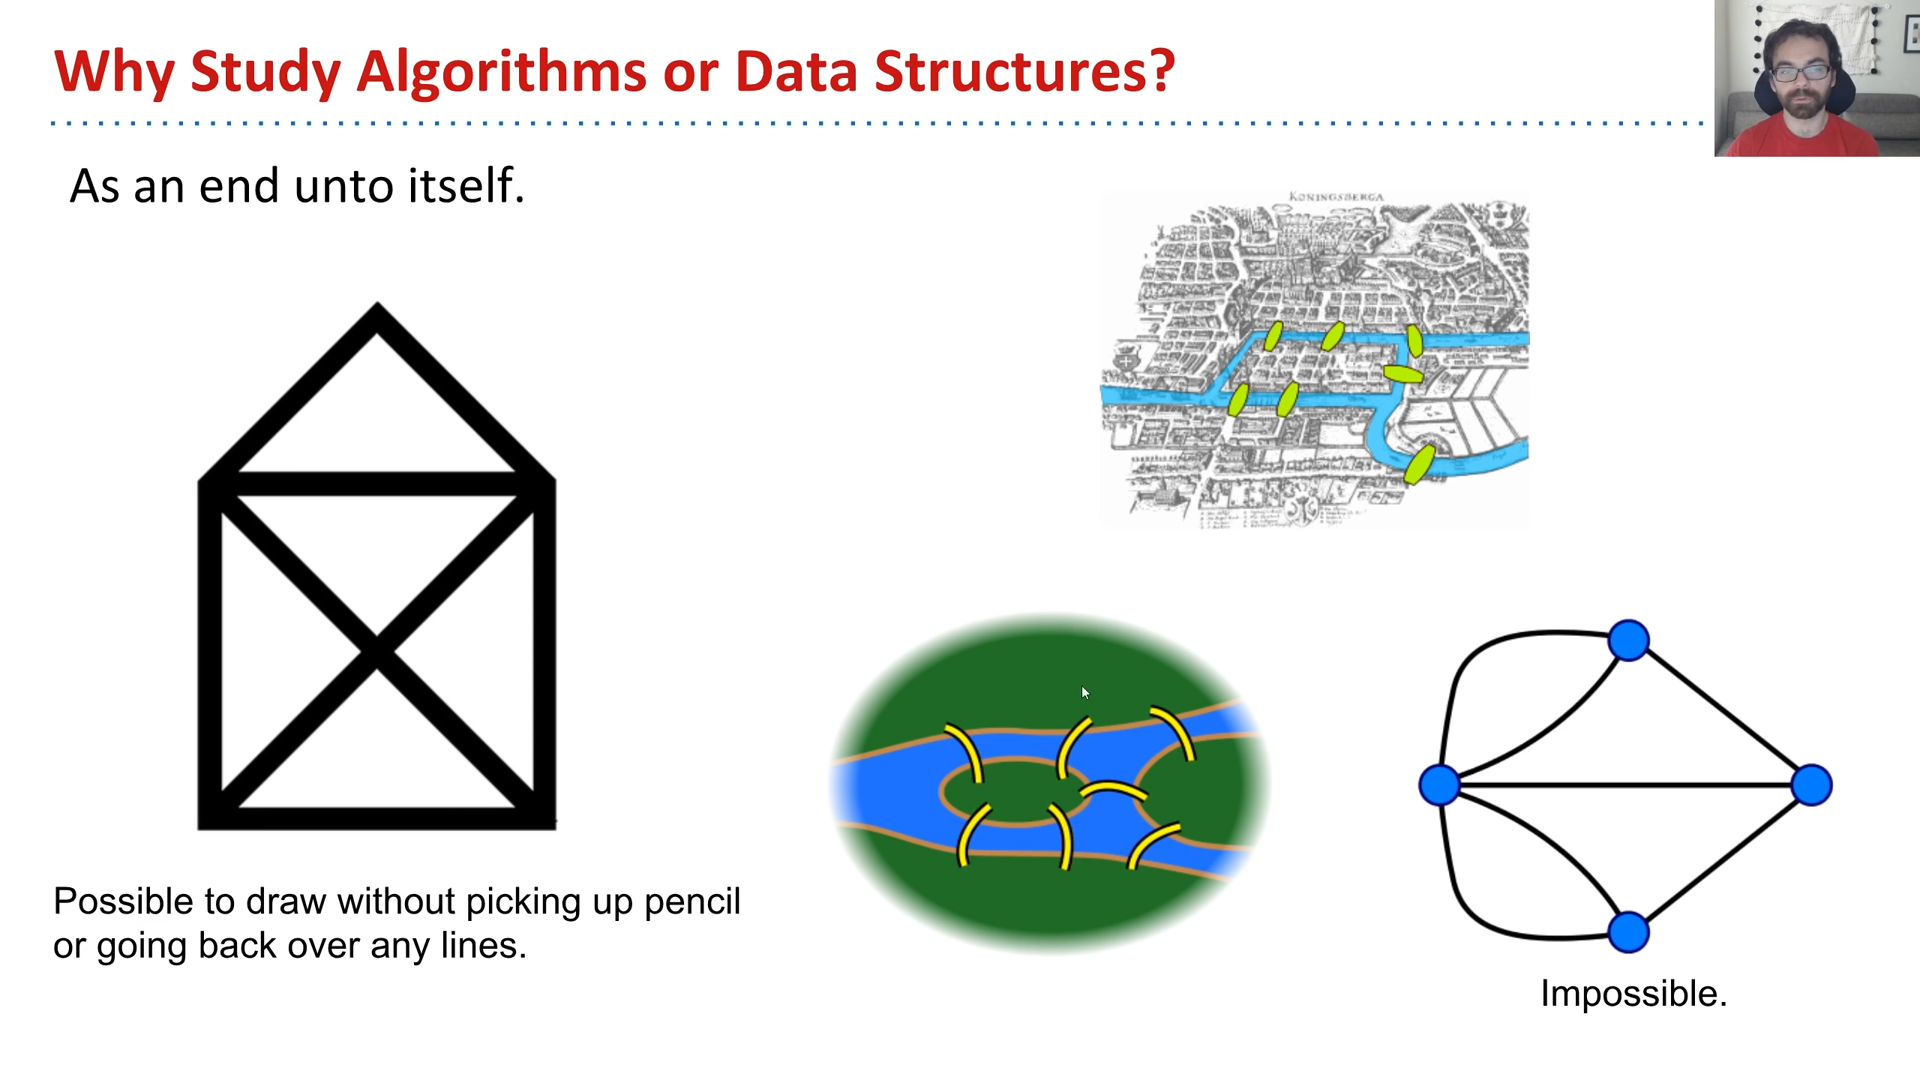 Why Study Algorithms or Data Structures?
As an end unto itself.
KONINGSBERGA
Possible to draw without picking up pencil
or going back over any lines.
Impossible.